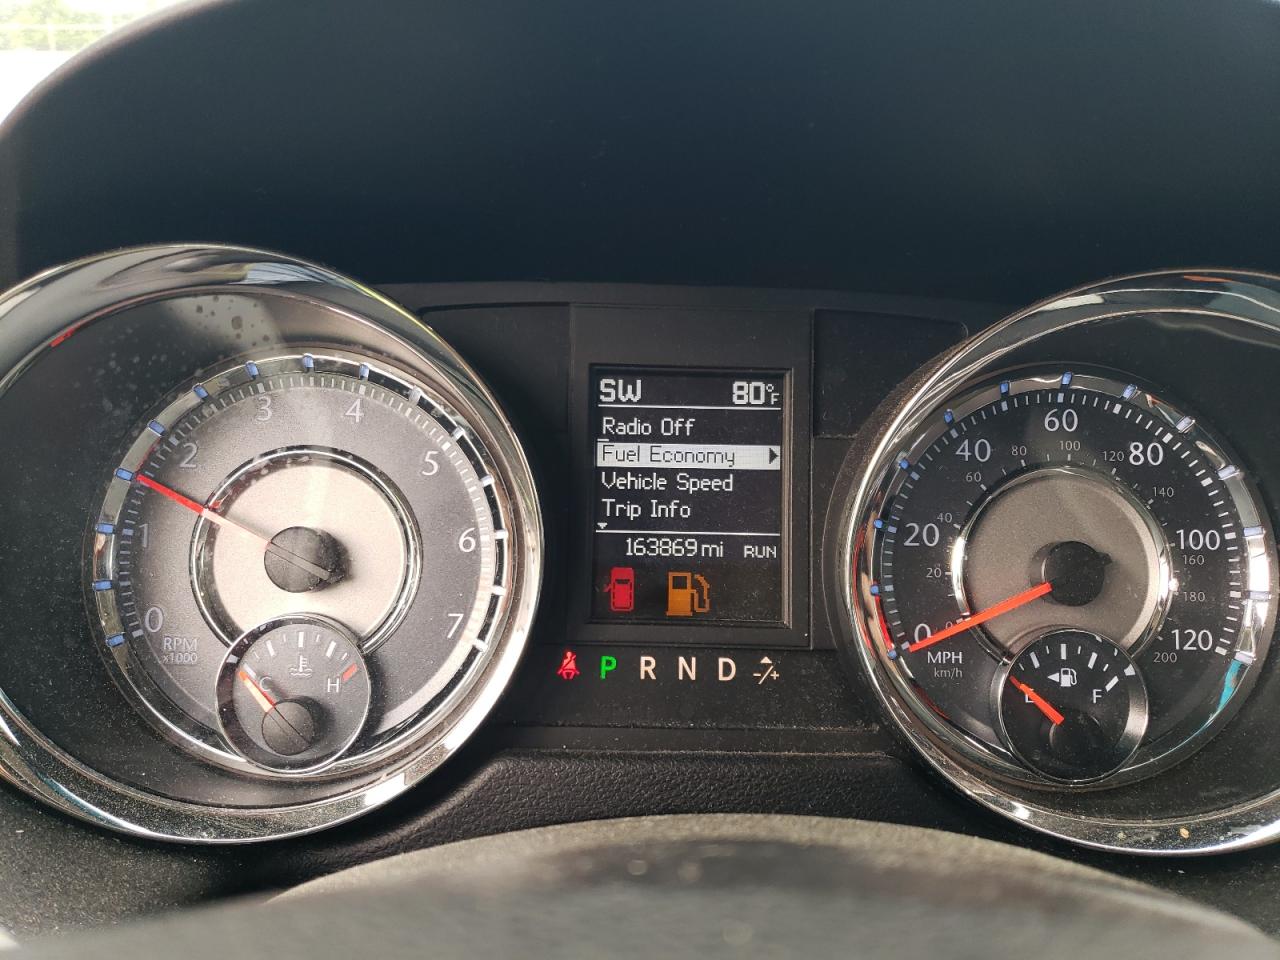 SW 80°F
Radio Off
Fuel Economy
Vehicle Speed
Trip Info
163869 mi RUN
P R N D -/+
0 1 2 3 4 5 6 7
RPM
x1000
C H
0 20 40 60 80 100 120
20 40 60 80 100 120 140 160 180 200
MPH
km/h
E F